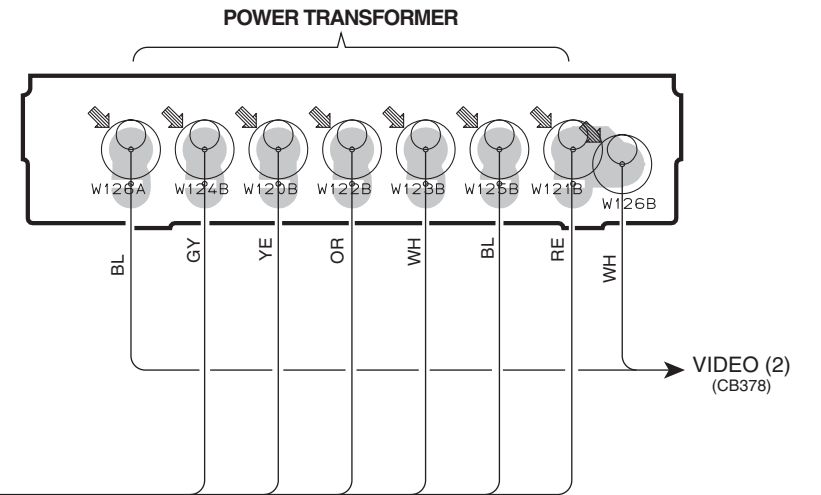 POWER TRANSFORMER
W126A W124B W120B W122B W123B W125B W121B
W126B
BL GY YE OR WH BL RE WH
VIDEO (2)
(CB378)